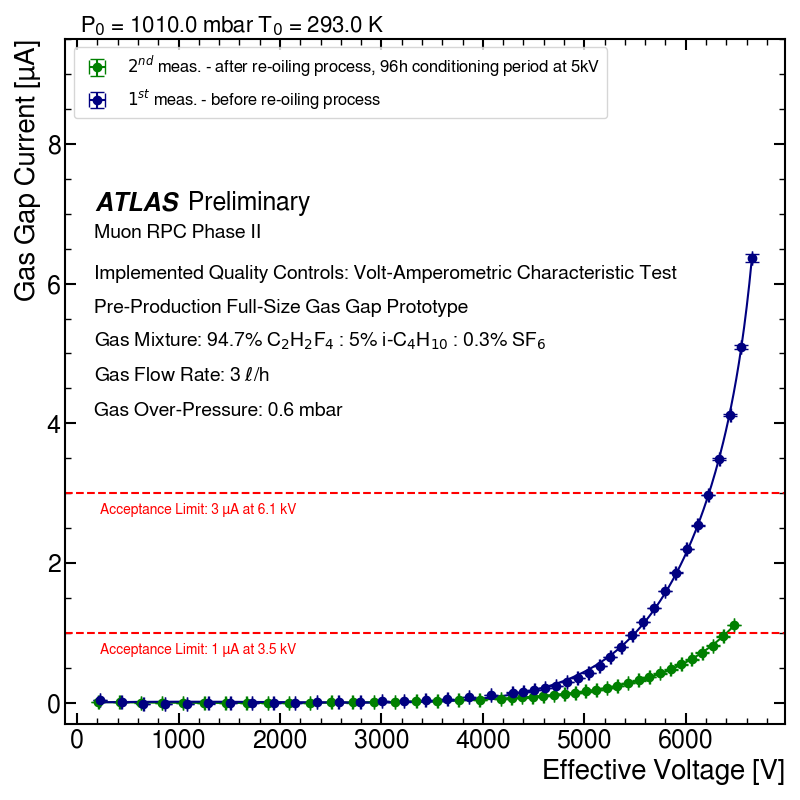 P₀ = 1010.0 mbar T₀ = 293.0 K
Gas Gap Current [μA]
2ⁿᵈ meas. - after re-oiling process, 96h conditioning period at 5kV
1ˢᵗ meas. - before re-oiling process
ATLAS Preliminary
Muon RPC Phase II
Implemented Quality Controls: Volt-Amperometric Characteristic Test
Pre-Production Full-Size Gas Gap Prototype
Gas Mixture: 94.7% C₂H₂F₄ : 5% i-C₄H₁₀ : 0.3% SF₆
Gas Flow Rate: 3 ℓ/h
Gas Over-Pressure: 0.6 mbar
Acceptance Limit: 3 μA at 6.1 kV
Acceptance Limit: 1 μA at 3.5 kV
8
6
4
2
0
0 1000 2000 3000 4000 5000 6000
Effective Voltage [V]